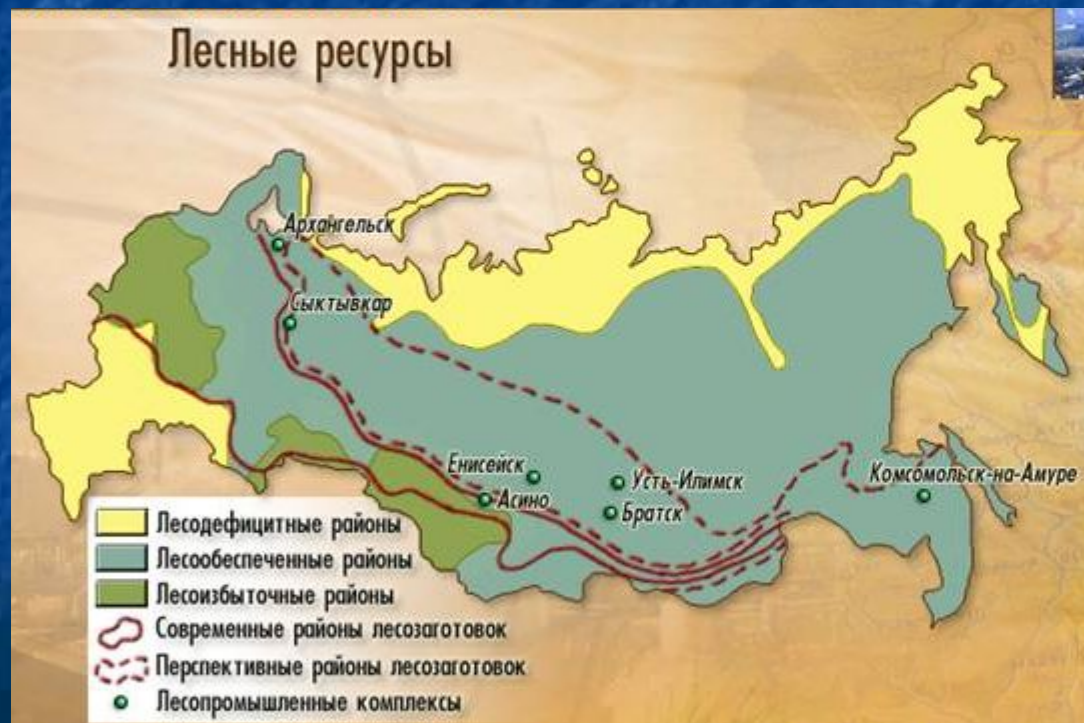 Лесные ресурсы
Архангельск
Сыктывкар
Енисейск
Усть-Илимск
Комсомольск-на-Амуре
Асино
Братск
Лесодефицитные районы
Лесообеспеченные районы
Лесоизбыточные районы
Современные районы лесозаготовок
Перспективные районы лесозаготовок
Лесопромышленные комплексы